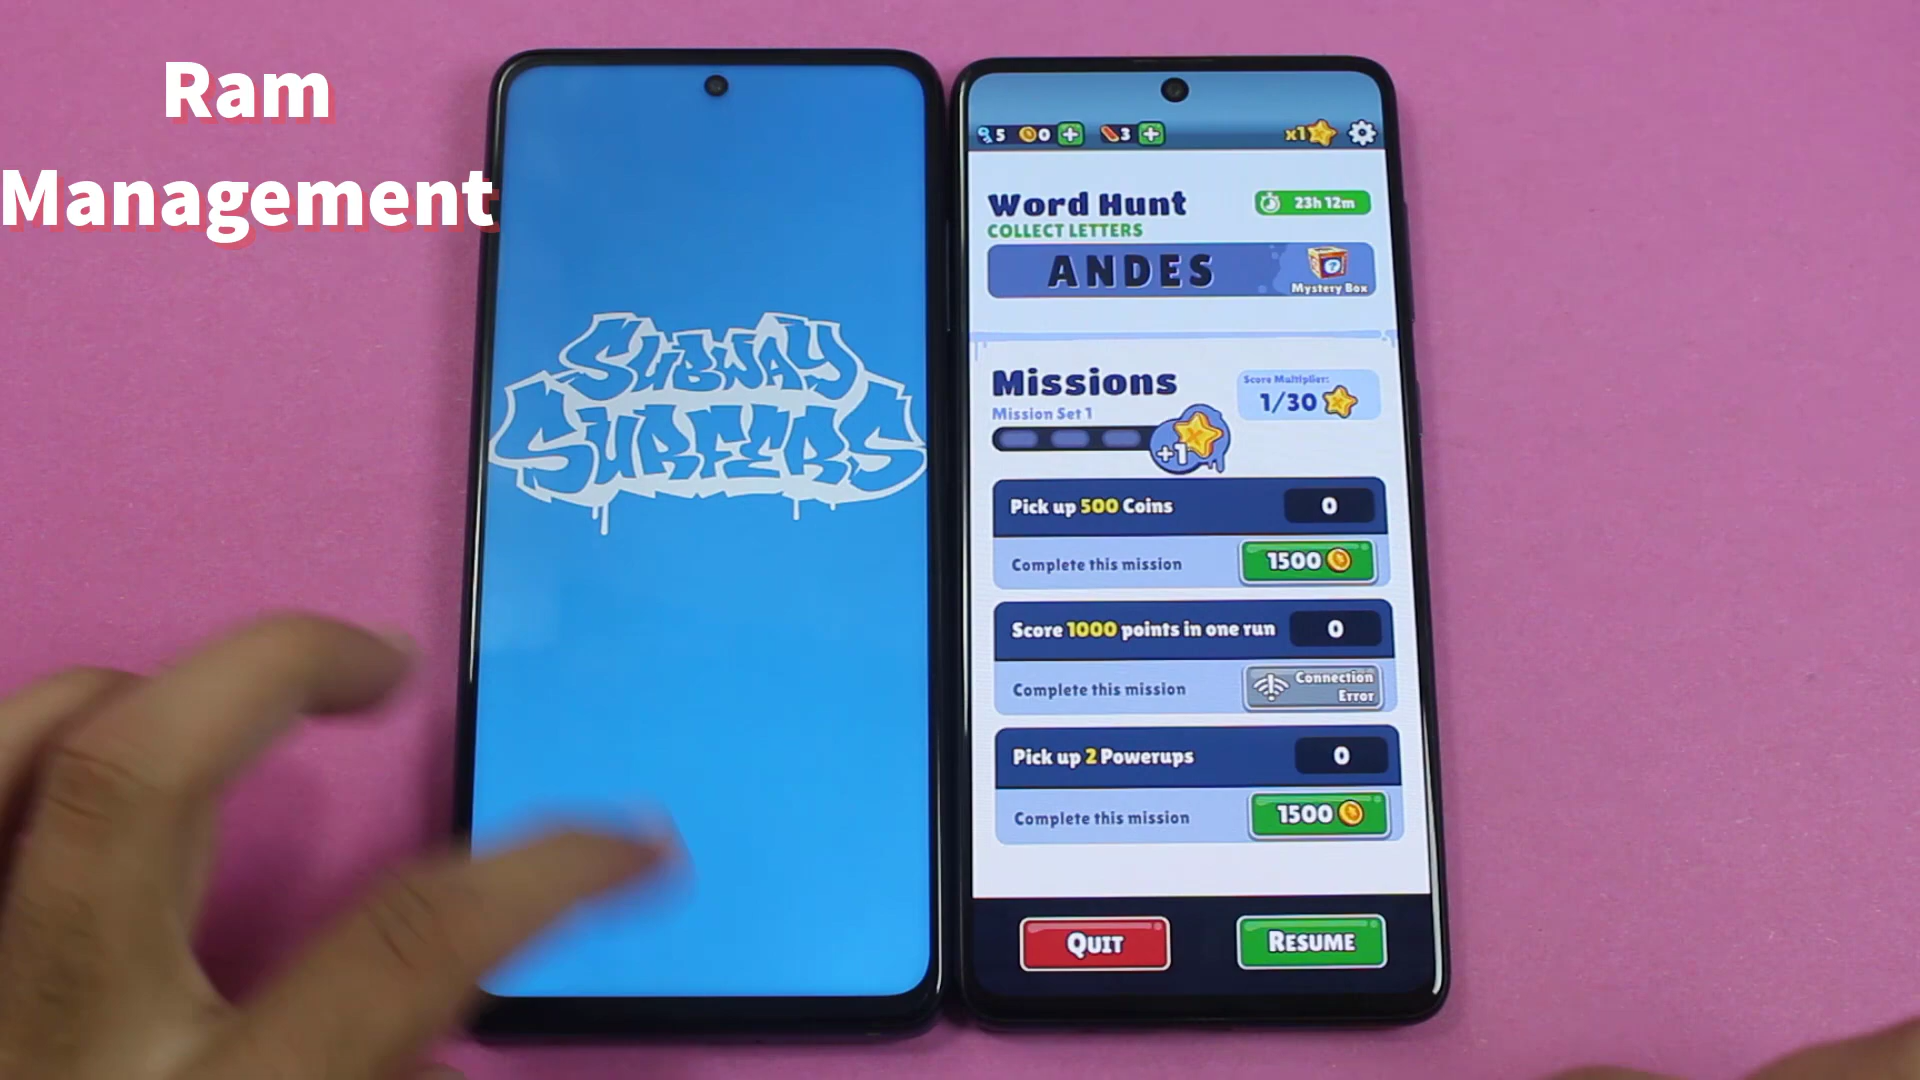 Ram
Management
SUBWAY
SURFERS
5 0 3 x1
Word Hunt
23h 12m
COLLECT LETTERS
ANDES
Mystery Box
Missions
Score Multiplier:
1/30
Mission Set 1
+1
Pick up 500 Coins 0
Complete this mission 1500
Score 1000 points in one run 0
Complete this mission
Connection
Error
Pick up 2 Powerups 0
Complete this mission 1500
QUIT RESUME